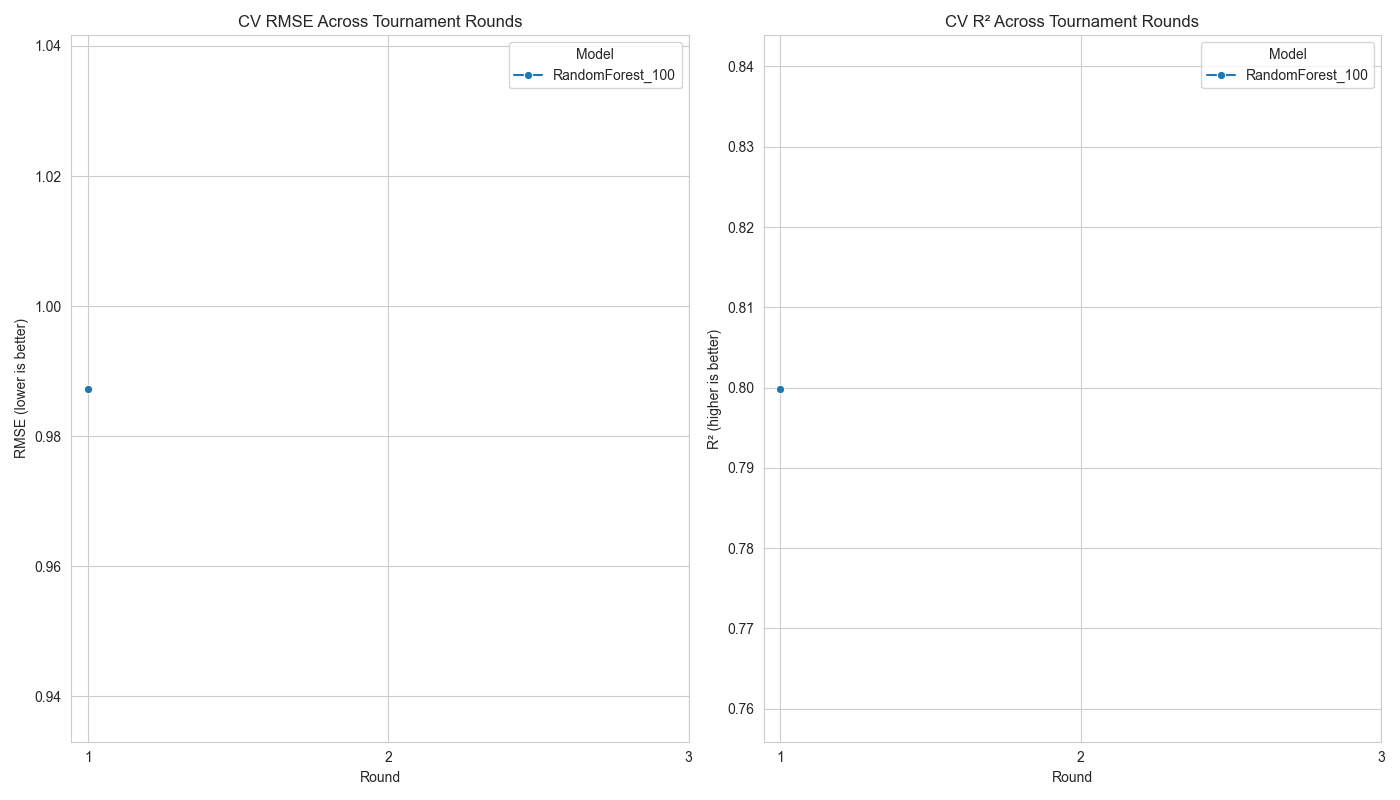 CV RMSE Across Tournament Rounds
Model
RandomForest_100
RMSE (lower is better)
1.04
1.02
1.00
0.98
0.96
0.94
1 2 3
Round
CV R² Across Tournament Rounds
Model
RandomForest_100
R² (higher is better)
0.84
0.83
0.82
0.81
0.80
0.79
0.78
0.77
0.76
1 2 3
Round